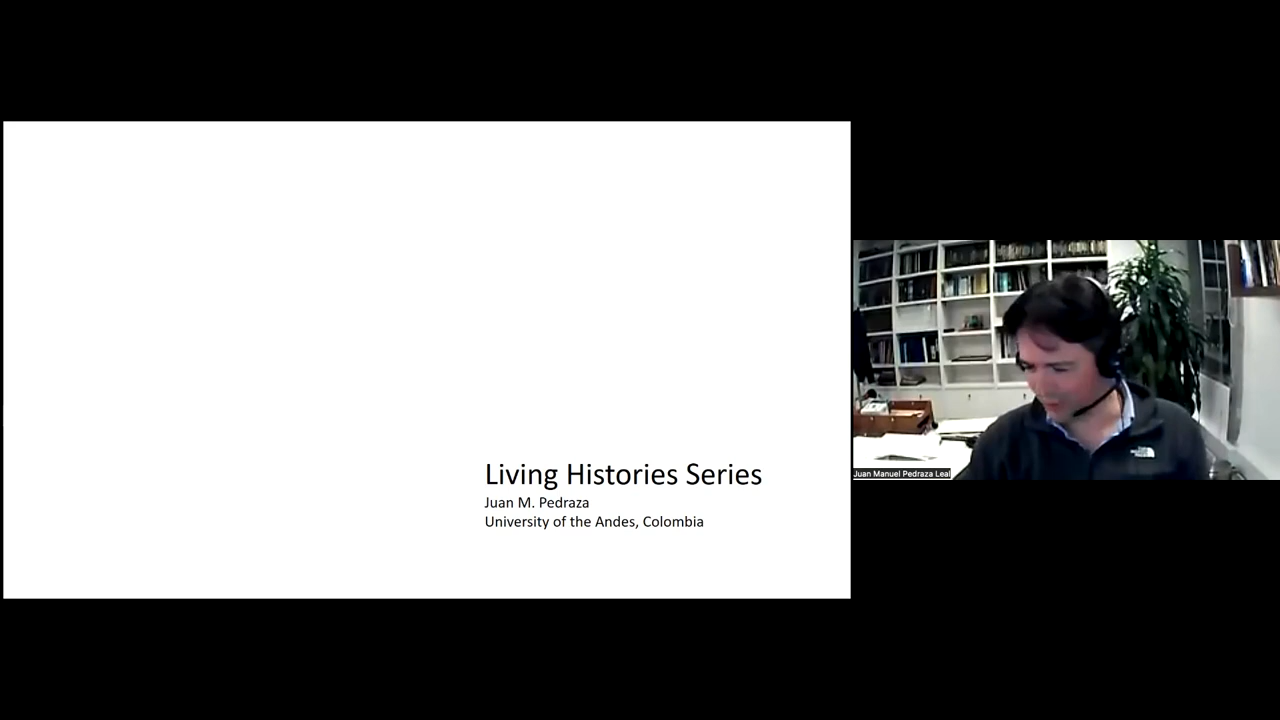 Living Histories Series
Juan M. Pedraza
University of the Andes, Colombia
Juan Manuel Pedraza Leal